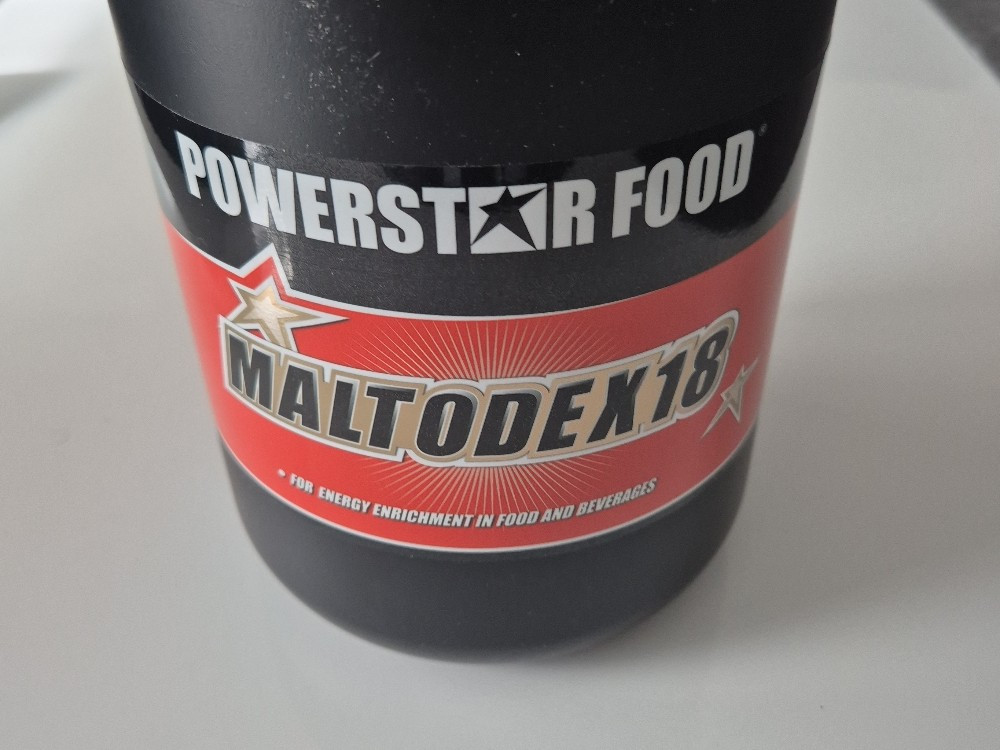 POWERSTAR FOOD®
MALTODEX18
FOR ENERGY ENRICHMENT IN FOOD AND BEVERAGES